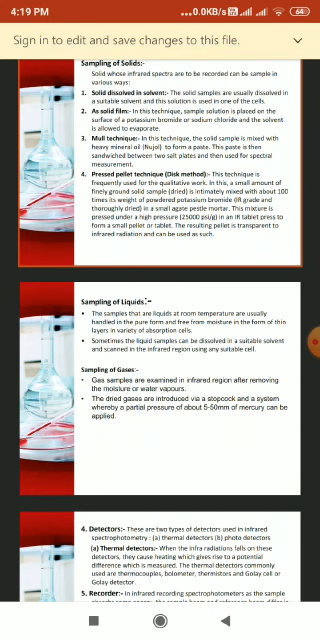 4:19 PM
...0.0KB/s 64
Sign in to edit and save changes to this file.
Sampling of Solids:-
Solid whose infrared spectra are to be recorded can be sample in
various ways:
1. Solid dissolved in solvent:- The solid samples are usually dissolved in
a suitable solvent and this solution is used in one of the cells.
2. As solid film:- In this technique, sample solution is placed on the
surface of a potassium bromide or sodium chloride and the solvent
is allowed to evaporate.
3. Mull technique:- In this technique, the solid sample is mixed with
heavy mineral oil (Nujol) to form a paste. This paste is then
sandwiched between two salt plates and then used for spectral
measurement.
4. Pressed pellet technique (Disk method):- This technique is
frequently used for the qualitative work. In this, a small amount of
finely ground solid sample (dried) is intimately mixed with about 100
times its weight of powdered potassium bromide (IR grade and
thoroughly dried) in a small agate pestle mortar. This mixture is
pressed under a high pressure (25000 psi/g) in an IR tablet press to
form a small pellet or tablet. The resulting pellet is transparent to
infrared radiation and can be used as such.
Sampling of Liquids:-
• The samples that are liquids at room temperature are usually
handled in the pure form and free from moisture in the form of thin
layers in variety of absorption cells.
• Sometimes the liquid samples can be dissolved in a suitable solvent
and scanned in the infrared region using any suitable cell.
Sampling of Gases:-
• Gas samples are examined in infrared region after removing
the moisture or water vapours.
• The dried gases are introduced via a stopcock and a system
whereby a partial pressure of about 5-50mm of mercury can be
applied.
4. Detectors:- These are two types of detectors used in infrared
spectrophotometry : (a) thermal detectors (b) photo detectors
(a) Thermal detectors:- When the infra radiations falls on these
detectors, they cause heating which gives rise to a potential
difference which is measured. The thermal detectors commonly
used are thermocouples, bolometer, thermistors and Golay cell or
Golay detector.
5. Recorder:- In infrared recording spectrophotometers as the sample